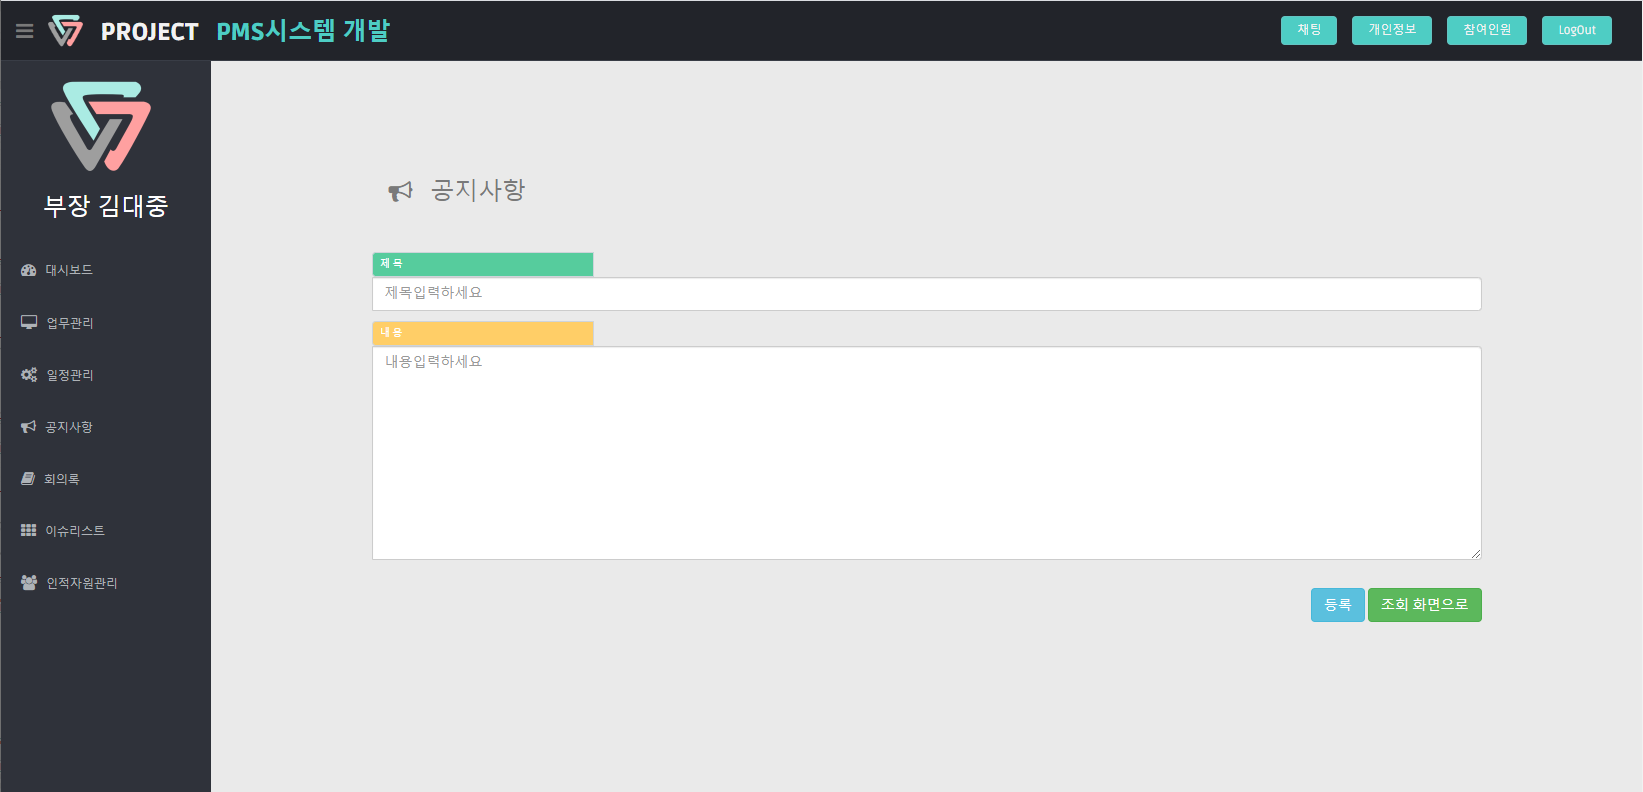 PROJECT PMS시스템 개발
채팅 개인정보 참여인원 LogOut
부장 김대중
대시보드
업무관리
일정관리
공지사항
회의록
이슈리스트
인적자원관리
공지사항
제 목
제목입력하세요
내 용
내용입력하세요
등록 조회 화면으로